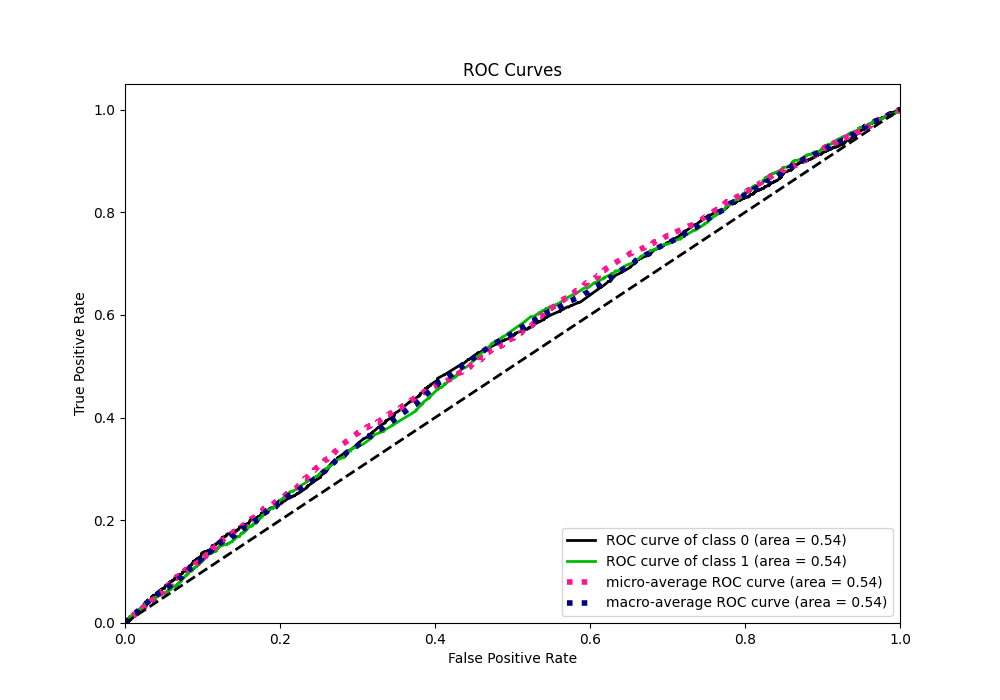 ROC Curves
True Positive Rate
1.0
0.8
0.6
0.4
0.2
0.0
ROC curve of class 0 (area = 0.54)
ROC curve of class 1 (area = 0.54)
micro-average ROC curve (area = 0.54)
macro-average ROC curve (area = 0.54)
0.0 0.2 0.4 0.6 0.8 1.0
False Positive Rate